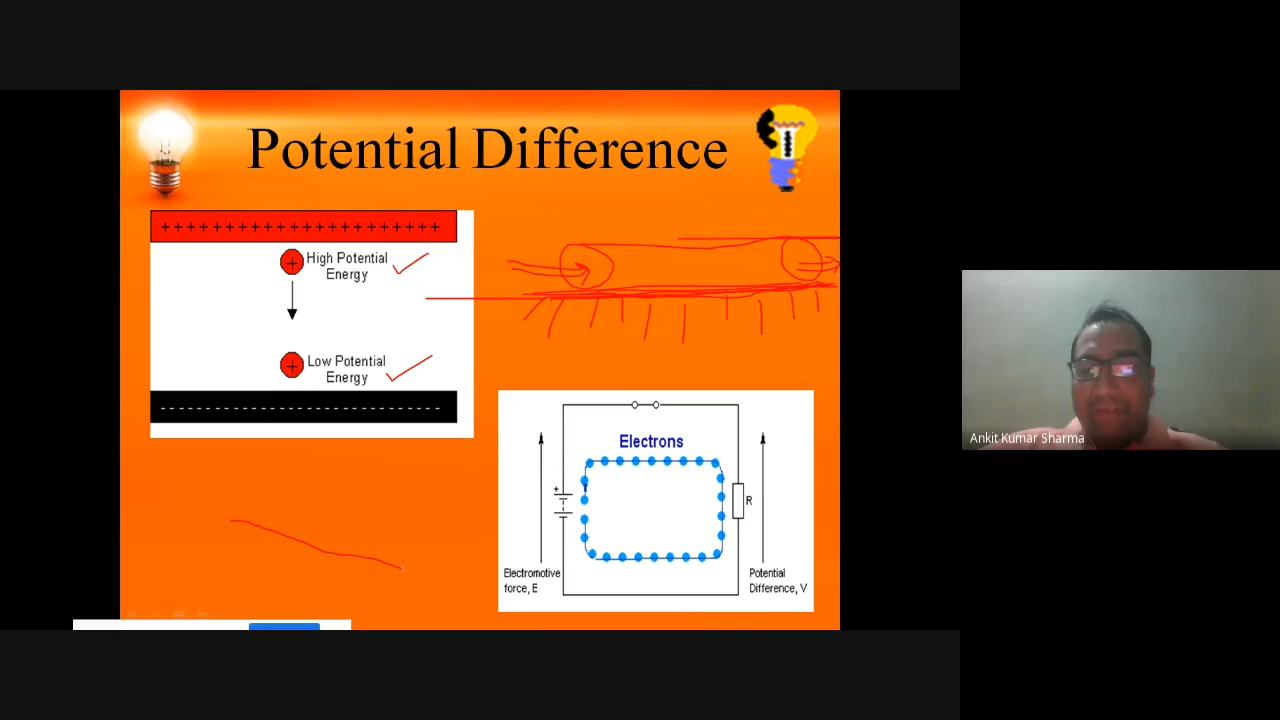 Potential Difference
+++++++++++++++++++++
+
High Potential
Energy
+
Low Potential
Energy
Electrons
+
R
Electromotive
force, E
Potential
Difference, V
Ankit Kumar Sharma